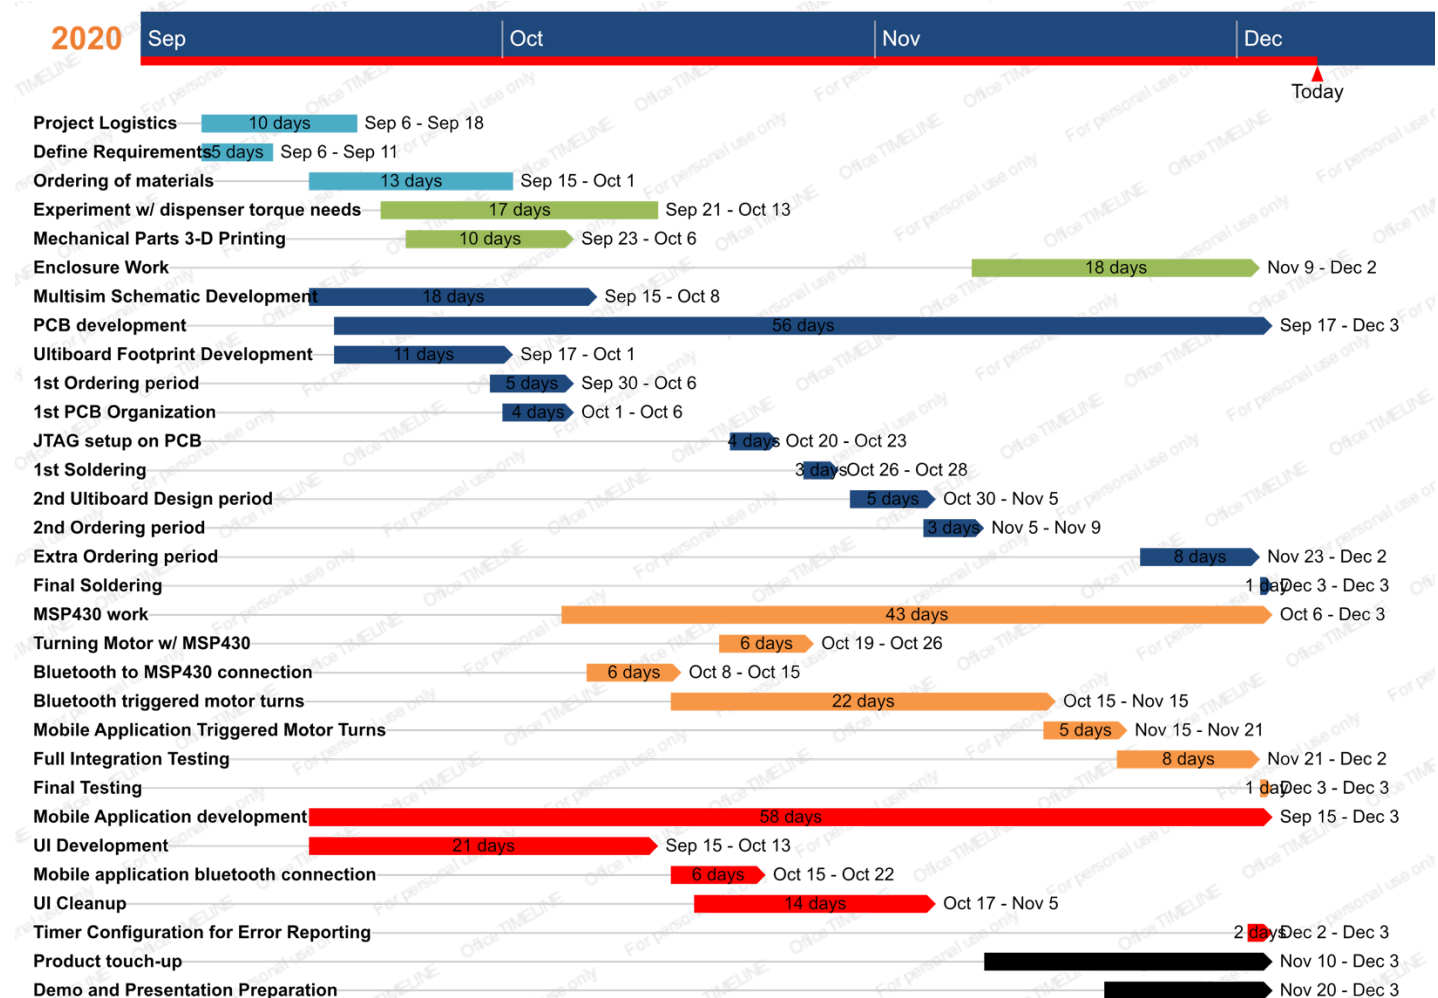 2020 Sep Oct Nov Dec
Today
Project Logistics 10 days Sep 6 - Sep 18
Define Requirements 5 days Sep 6 - Sep 11
Ordering of materials 13 days Sep 15 - Oct 1
Experiment w/ dispenser torque needs 17 days Sep 21 - Oct 13
Mechanical Parts 3-D Printing 10 days Sep 23 - Oct 6
Enclosure Work 18 days Nov 9 - Dec 2
Multisim Schematic Development 18 days Sep 15 - Oct 8
PCB development 56 days Sep 17 - Dec 3
Ultiboard Footprint Development 11 days Sep 17 - Oct 1
1st Ordering period 5 days Sep 30 - Oct 6
1st PCB Organization 4 days Oct 1 - Oct 6
JTAG setup on PCB 4 days Oct 20 - Oct 23
1st Soldering 3 days Oct 26 - Oct 28
2nd Ultiboard Design period 5 days Oct 30 - Nov 5
2nd Ordering period 3 days Nov 5 - Nov 9
Extra Ordering period 8 days Nov 23 - Dec 2
Final Soldering 1 day Dec 3 - Dec 3
MSP430 work 43 days Oct 6 - Dec 3
Turning Motor w/ MSP430 6 days Oct 19 - Oct 26
Bluetooth to MSP430 connection 6 days Oct 8 - Oct 15
Bluetooth triggered motor turns 22 days Oct 15 - Nov 15
Mobile Application Triggered Motor Turns 5 days Nov 15 - Nov 21
Full Integration Testing 8 days Nov 21 - Dec 2
Final Testing 1 day Dec 3 - Dec 3
Mobile Application development 58 days Sep 15 - Dec 3
UI Development 21 days Sep 15 - Oct 13
Mobile application bluetooth connection 6 days Oct 15 - Oct 22
UI Cleanup 14 days Oct 17 - Nov 5
Timer Configuration for Error Reporting 2 days Dec 2 - Dec 3
Product touch-up Nov 10 - Dec 3
Demo and Presentation Preparation Nov 20 - Dec 3
Office TIMELINE
For personal use only